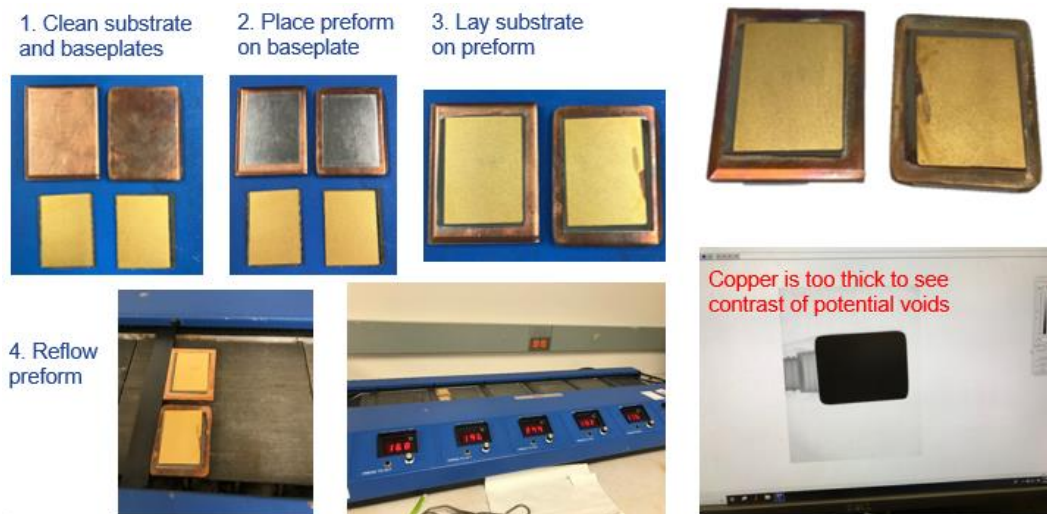 1. Clean substrate
and baseplates
2. Place preform
on baseplate
3. Lay substrate
on preform
4. Reflow
preform
Copper is too thick to see
contrast of potential voids